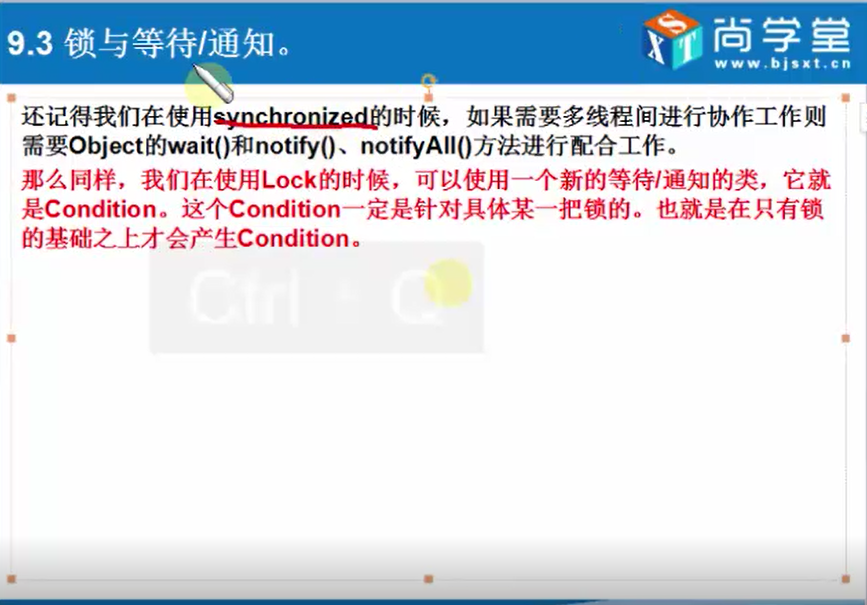 9.3 锁与等待/通知。
XST 尚学堂
www.bjsxt.cn
还记得我们在使用synchronized的时候，如果需要多线程间进行协作工作则
需要Object的wait()和notify()、notifyAll()方法进行配合工作。
那么同样，我们在使用Lock的时候，可以使用一个新的等待/通知的类，它就
是Condition。这个Condition一定是针对具体某一把锁的。也就是在只有锁
的基础之上才会产生Condition。
Ctrl + Q